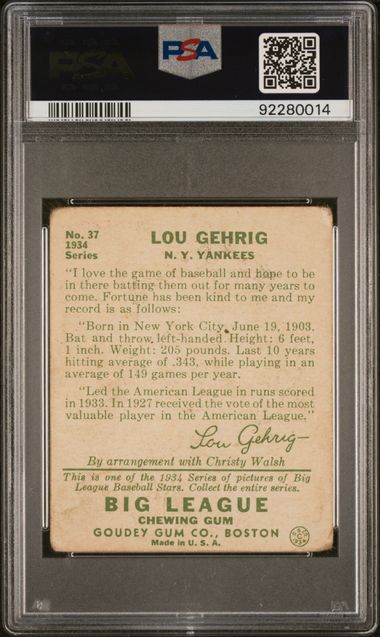 PSA
PSA
92280014
No. 37
1934
Series
LOU GEHRIG
N. Y. YANKEES
"I love the game of baseball and hope to be
in there batting them out for many years to
come. Fortune has been kind to me and my
record is as follows:
"Born in New York City, June 19, 1903.
Bat and throw left-handed. Height: 6 feet,
1 inch. Weight: 205 pounds. Last 10 years
hitting average of .343, while playing in an
average of 149 games per year.
"Led the American League in runs scored
in 1933. In 1927 received the vote of the most
valuable player in the American League."
Lou Gehrig
By arrangement with Christy Walsh
This is one of the 1934 Series of pictures of Big
League Baseball Stars. Collect the entire series.
BIG LEAGUE
CHEWING GUM
GOUDEY GUM CO., BOSTON
Made in U. S. A.